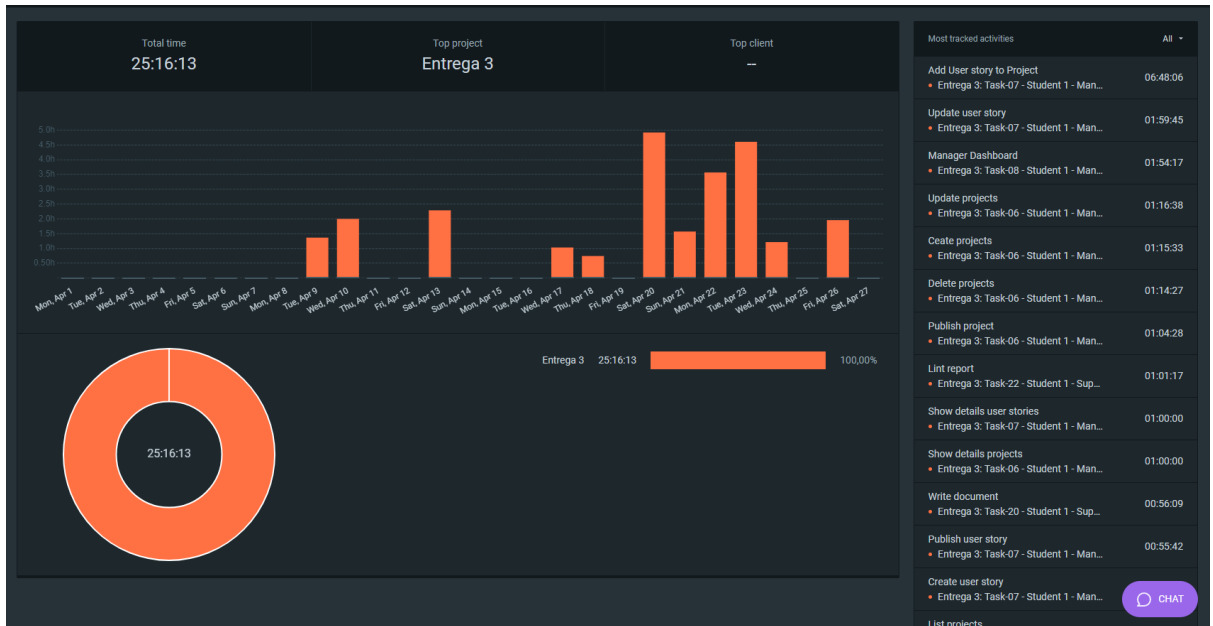 Total time
25:16:13
Top project
Entrega 3
Top client
--
5.0h
4.5h
4.0h
3.5h
3.0h
2.5h
2.0h
1.5h
1.0h
0.50h
Mon, Apr 1
Tue, Apr 2
Wed, Apr 3
Thu, Apr 4
Fri, Apr 5
Sat, Apr 6
Sun, Apr 7
Mon, Apr 8
Tue, Apr 9
Wed, Apr 10
Thu, Apr 11
Fri, Apr 12
Sat, Apr 13
Sun, Apr 14
Mon, Apr 15
Tue, Apr 16
Wed, Apr 17
Thu, Apr 18
Fri, Apr 19
Sat, Apr 20
Sun, Apr 21
Mon, Apr 22
Tue, Apr 23
Wed, Apr 24
Thu, Apr 25
Fri, Apr 26
Sat, Apr 27
25:16:13
Entrega 3 25:16:13 100,00%
Most tracked activities All
Add User story to Project
• Entrega 3: Task-07 - Student 1 - Man... 06:48:06
Update user story
• Entrega 3: Task-07 - Student 1 - Man... 01:59:45
Manager Dashboard
• Entrega 3: Task-08 - Student 1 - Man... 01:54:17
Update projects
• Entrega 3: Task-06 - Student 1 - Man... 01:16:38
Ceate projects
• Entrega 3: Task-06 - Student 1 - Man... 01:15:33
Delete projects
• Entrega 3: Task-06 - Student 1 - Man... 01:14:27
Publish project
• Entrega 3: Task-06 - Student 1 - Man... 01:04:28
Lint report
• Entrega 3: Task-22 - Student 1 - Sup... 01:01:17
Show details user stories
• Entrega 3: Task-07 - Student 1 - Man... 01:00:00
Show details projects
• Entrega 3: Task-06 - Student 1 - Man... 01:00:00
Write document
• Entrega 3: Task-20 - Student 1 - Sup... 00:56:09
Publish user story
• Entrega 3: Task-07 - Student 1 - Man... 00:55:42
Create user story
• Entrega 3: Task-07 - Student 1 - Man...
CHAT
List projects